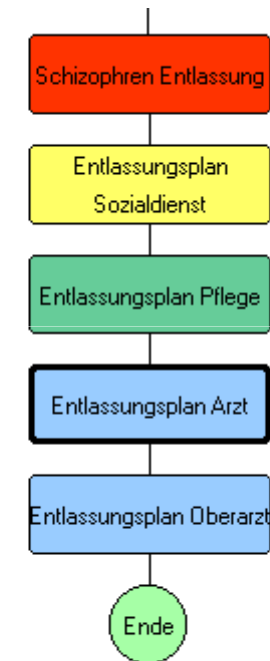 Schizophren Entlassung
Entlassungsplan
Sozialdienst
Entlassungsplan Pflege
Entlassungsplan Arzt
Entlassungsplan Oberarzt
Ende